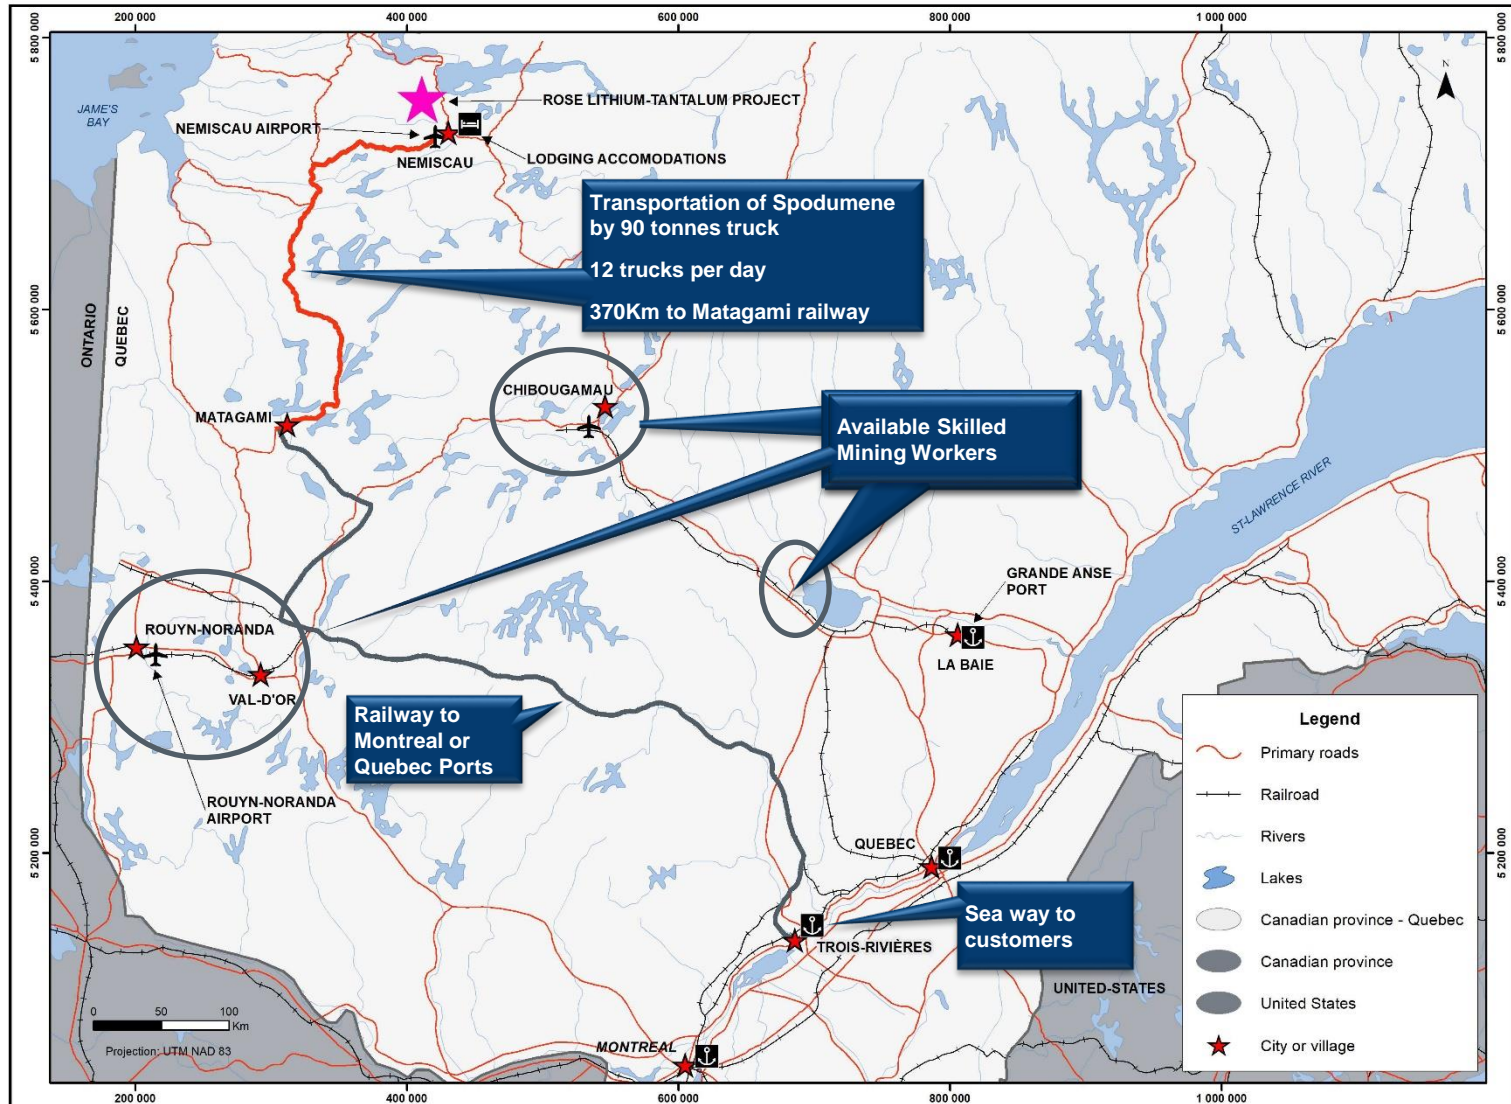 200 000
400 000
600 000
800 000
1 000 000
5 800 000
5 800 000
JAME'S
BAY
ROSE LITHIUM-TANTALUM PROJECT
NEMISCAU AIRPORT
NEMISCAU
LODGING ACCOMODATIONS
N
Transportation of Spodumene
by 90 tonnes truck
12 trucks per day
370Km to Matagami railway
5 600 000
5 600 000
ONTARIO
QUEBEC
CHIBOUGAMAU
MATAGAMI
Available Skilled
Mining Workers
ST-LAWRENCE RIVER
5 400 000
5 400 000
GRANDE ANSE
PORT
LA BAIE
ROUYN-NORANDA
VAL-D'OR
Railway to
Montreal or
Quebec Ports
ROUYN-NORANDA
AIRPORT
5 200 000
5 200 000
QUEBEC
Sea way to
customers
TROIS-RIVIÈRES
UNITED-STATES
MONTREAL
Legend
Primary roads
Railroad
Rivers
Lakes
Canadian province - Quebec
Canadian province
United States
City or village
0
50
100
Km
Projection: UTM NAD 83
200 000
400 000
600 000
800 000
1 000 000